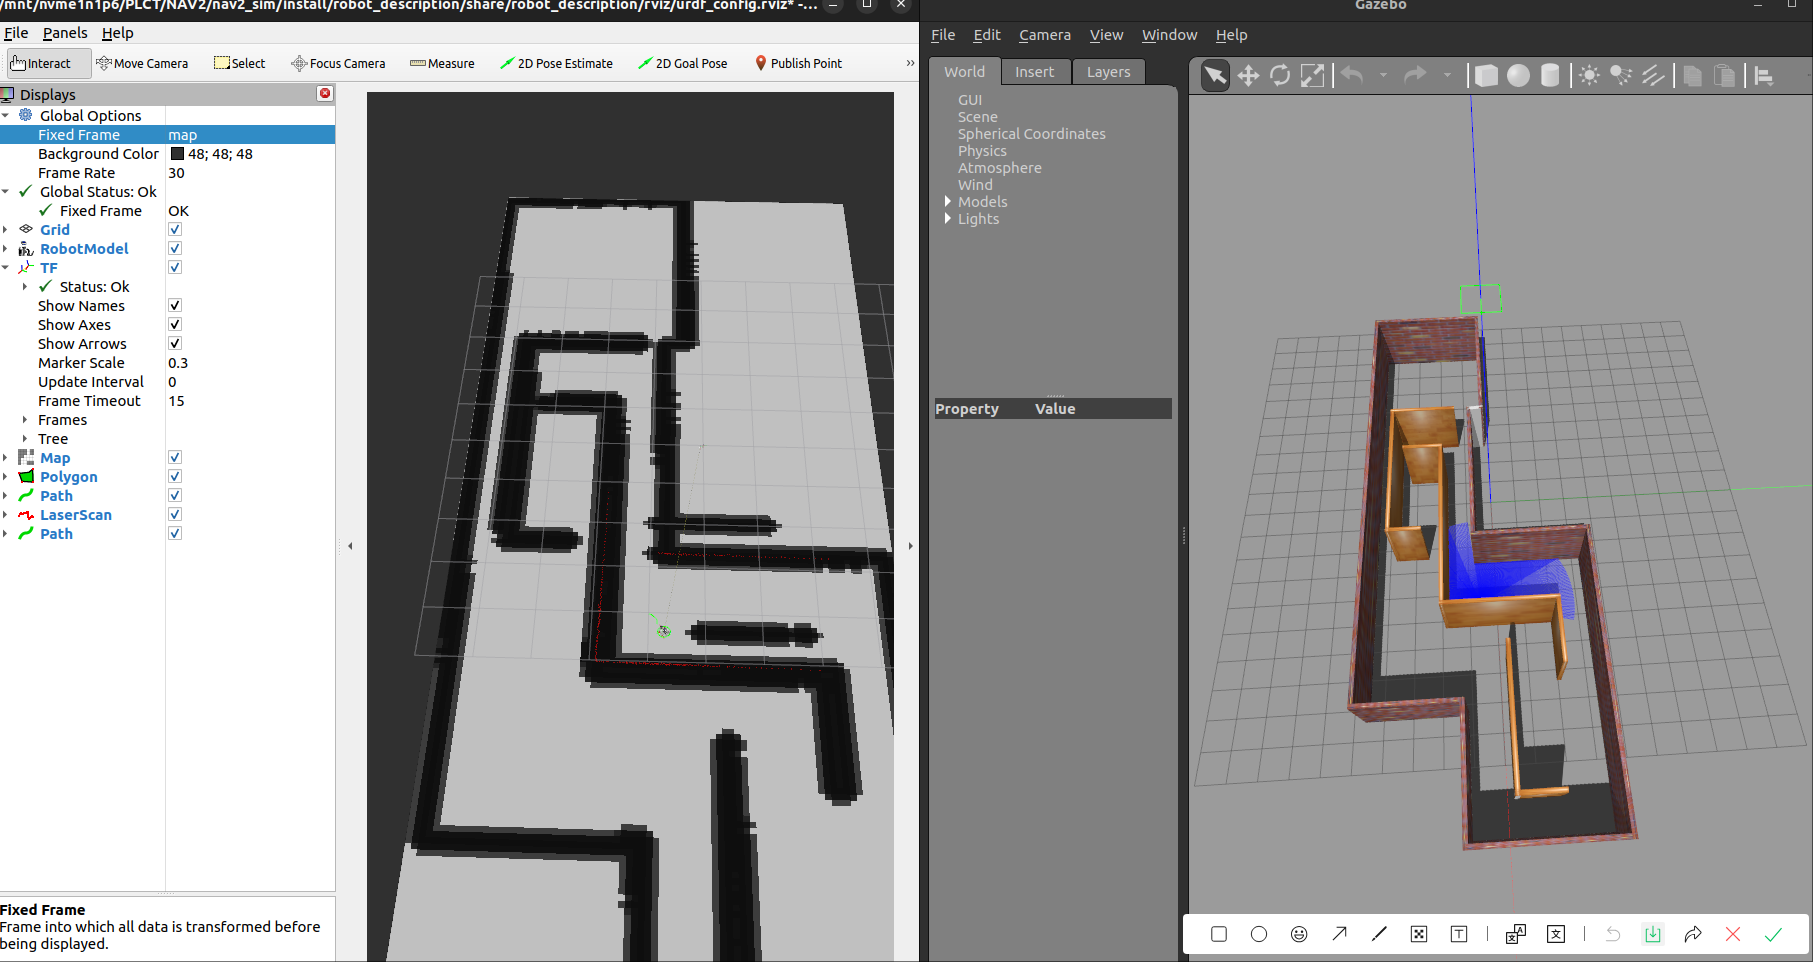 /mnt/nvme1n1p6/PLCT/NAV2/nav2_sim/install/robot_description/share/robot_description/rviz/urdf_config.rviz* -...
File Panels Help
Interact Move Camera Select Focus Camera Measure 2D Pose Estimate 2D Goal Pose Publish Point »
Displays
Global Options
Fixed Frame map
Background Color 48; 48; 48
Frame Rate 30
Global Status: Ok
Fixed Frame OK
Grid
RobotModel
TF
Status: Ok
Show Names
Show Axes
Show Arrows
Marker Scale 0.3
Update Interval 0
Frame Timeout 15
Frames
Tree
Map
Polygon
Path
LaserScan
Path
Fixed Frame
Frame into which all data is transformed before
being displayed.
Gazebo
File Edit Camera View Window Help
World Insert Layers
GUI
Scene
Spherical Coordinates
Physics
Atmosphere
Wind
Models
Lights
Property Value